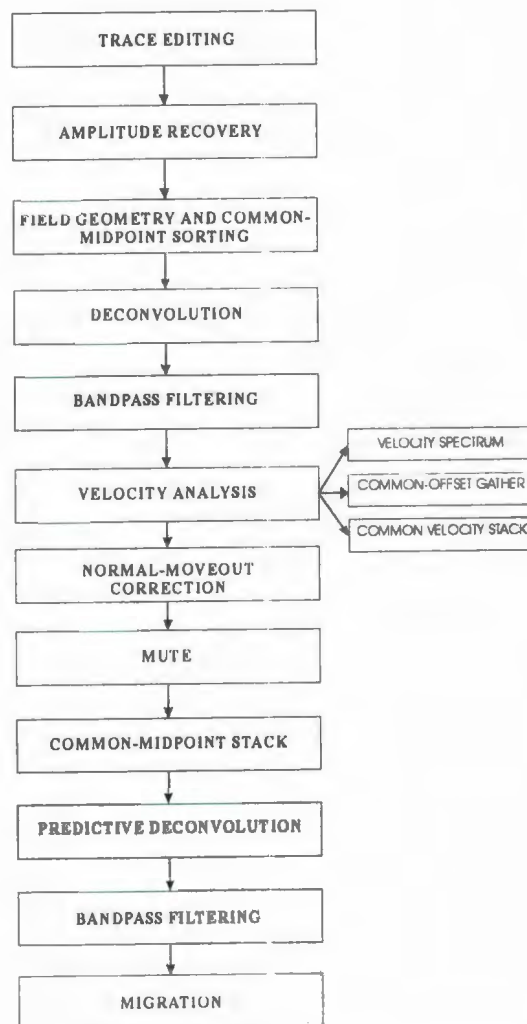 TRACE EDITING
AMPLITUDE RECOVERY
FIELD GEOMETRY AND COMMON-
MIDPOINT SORTING
DECONVOLUTION
BANDPASS FILTERING
VELOCITY ANALYSIS
VELOCITY SPECTRUM
COMMON-OFFSET GATHER
COMMON VELOCITY STACK
NORMAL-MOVEOUT
CORRECTION
MUTE
COMMON-MIDPOINT STACK
PREDICTIVE DECONVOLUTION
BANDPASS FILTERING
MIGRATION